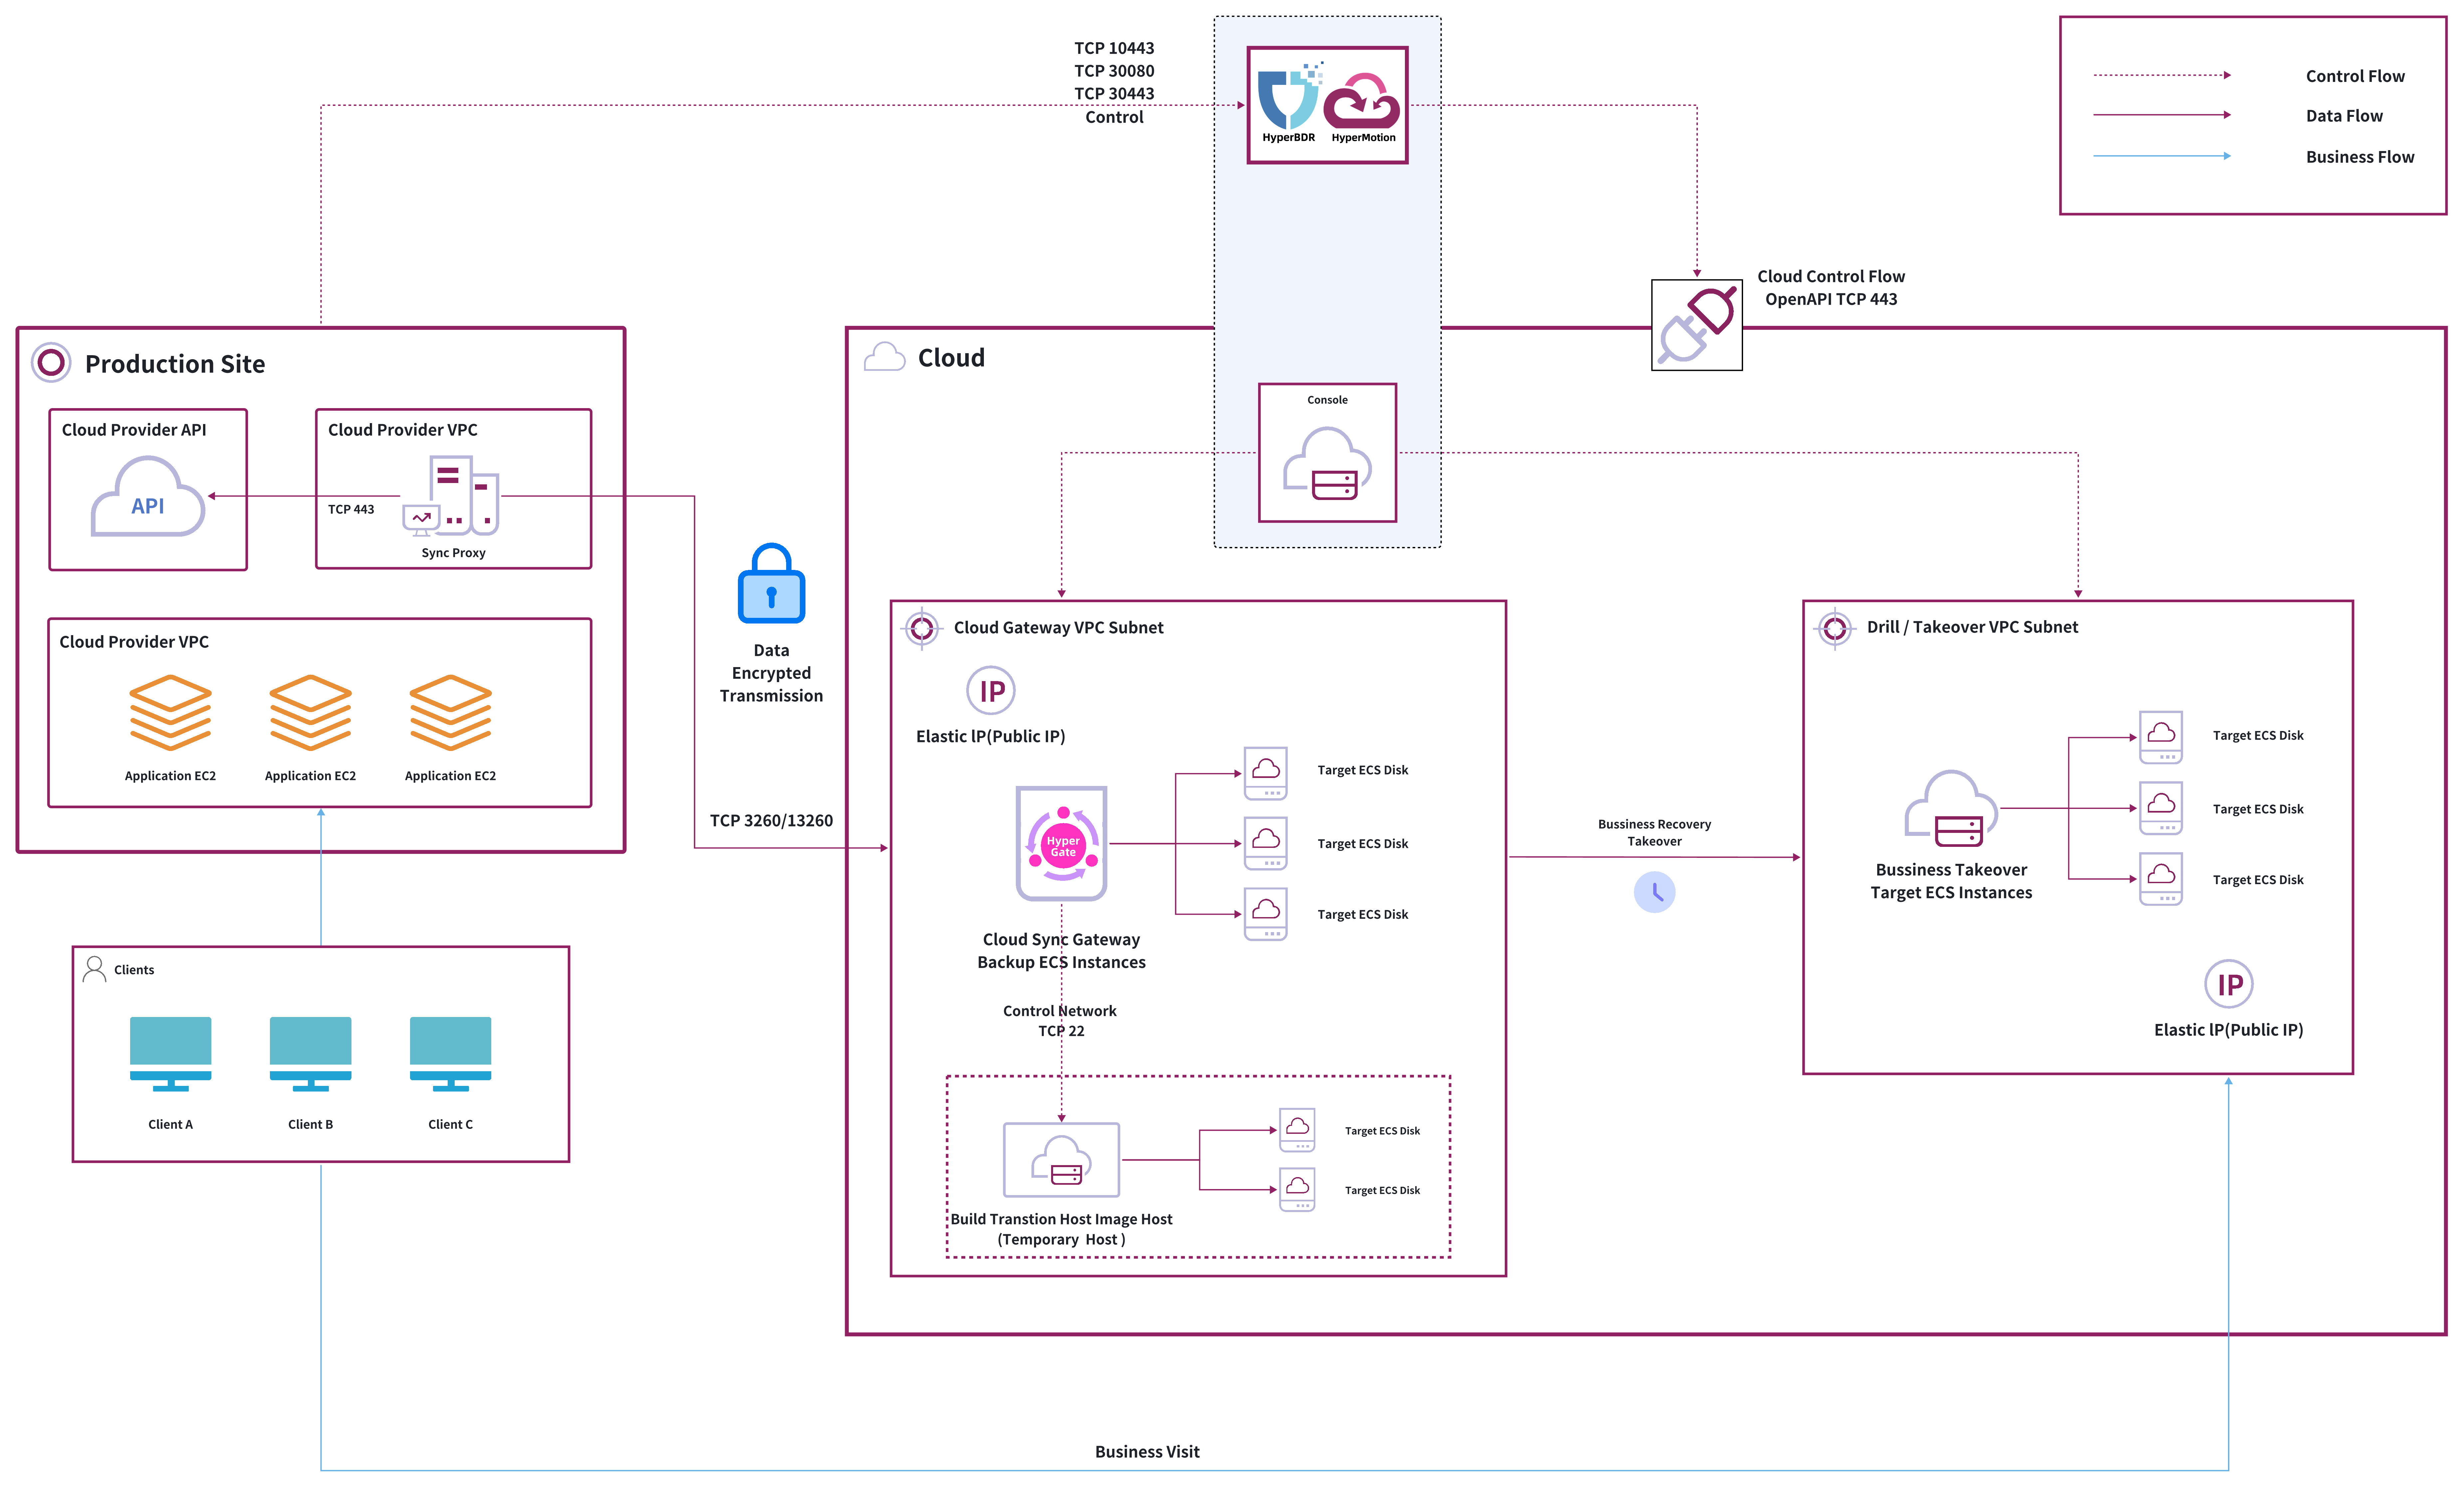 TCP 10443
TCP 30080
TCP 30443
Control
HyperBDR
HyperMotion
Control Flow
Data Flow
Business Flow
Cloud Control Flow
OpenAPI TCP 443
Production Site
Cloud Provider API
API
TCP 443
Cloud Provider VPC
Sync Proxy
Cloud Provider VPC
Application EC2
Application EC2
Application EC2
Clients
Client A
Client B
Client C
Data
Encrypted
Transmission
TCP 3260/13260
Cloud
Console
Cloud Gateway VPC Subnet
IP
Elastic lP(Public IP)
Hyper
Gate
Cloud Sync Gateway
Backup ECS Instances
Target ECS Disk
Target ECS Disk
Target ECS Disk
Control Network
TCP 22
Build Transtion Host Image Host
(Temporary Host )
Target ECS Disk
Target ECS Disk
Bussiness Recovery
Takeover
Drill / Takeover VPC Subnet
Bussiness Takeover
Target ECS Instances
Target ECS Disk
Target ECS Disk
Target ECS Disk
IP
Elastic lP(Public IP)
Business Visit